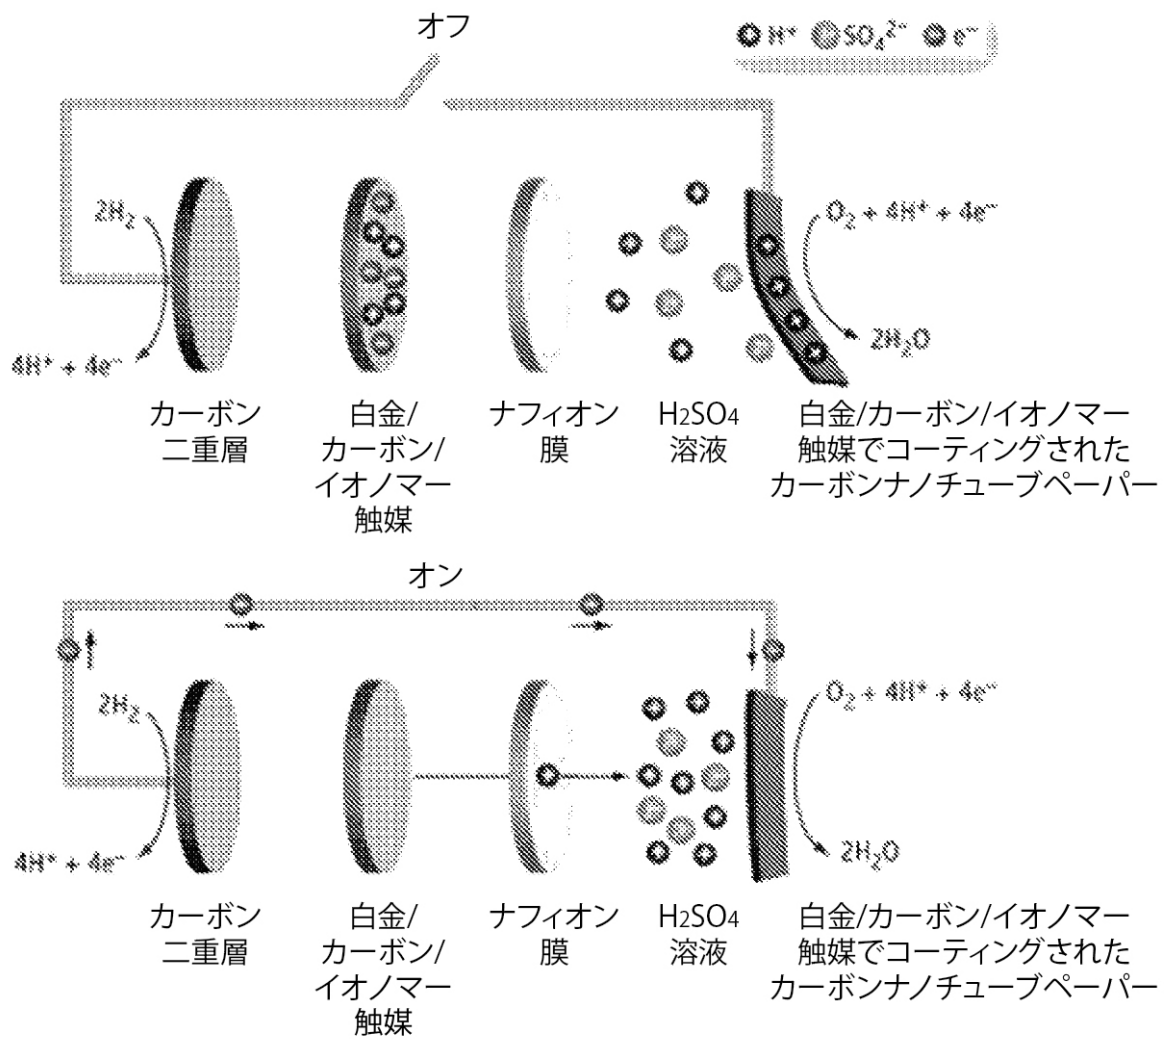 オフ
H⁺ SO₄²⁻ e⁻
2H₂
O₂ + 4H⁺ + 4e⁻
2H₂O
4H⁺ + 4e⁻
カーボン
二重層
白金/
カーボン/
イオノマー
触媒
ナフィオン
膜
H2SO4
溶液
白金/カーボン/イオノマー
触媒でコーティングされた
カーボンナノチューブペーパー
オン
2H₂
O₂ + 4H⁺ + 4e⁻
4H⁺ + 4e⁻
2H₂O
カーボン
二重層
白金/
カーボン/
イオノマー
触媒
ナフィオン
膜
H2SO4
溶液
白金/カーボン/イオノマー
触媒でコーティングされた
カーボンナノチューブペーパー